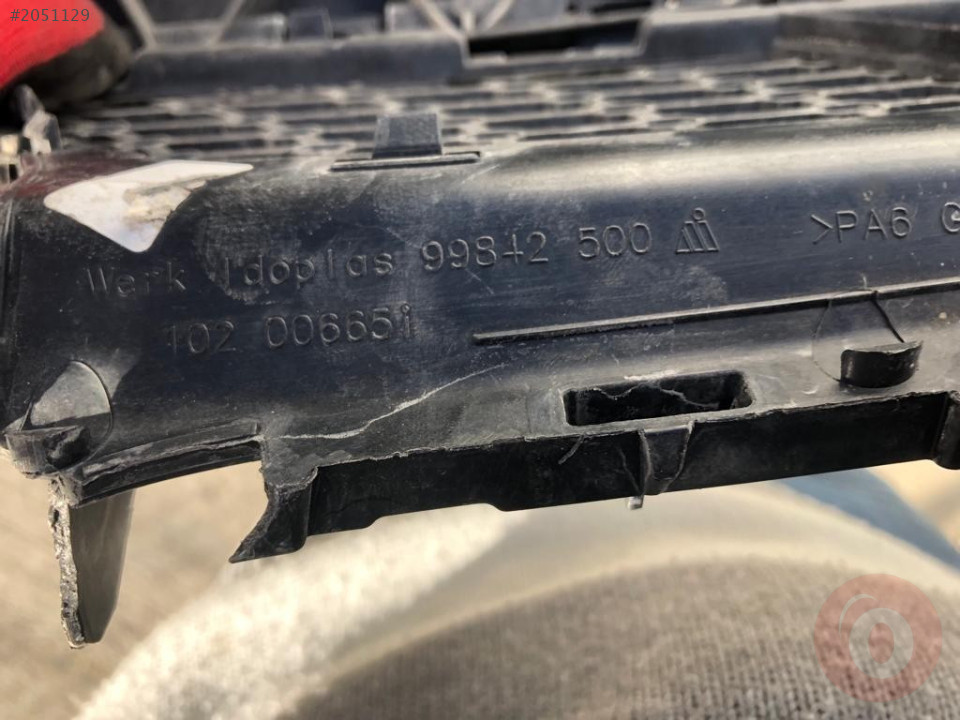 #2051129
Werk Idoplas 99842 500 >PA6 G
102 006651